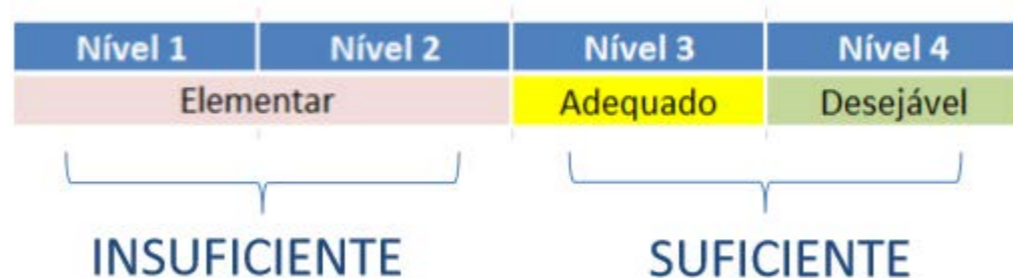 Nível 1 Nível 2 Nível 3 Nível 4
Elementar Adequado Desejável
INSUFICIENTE SUFICIENTE